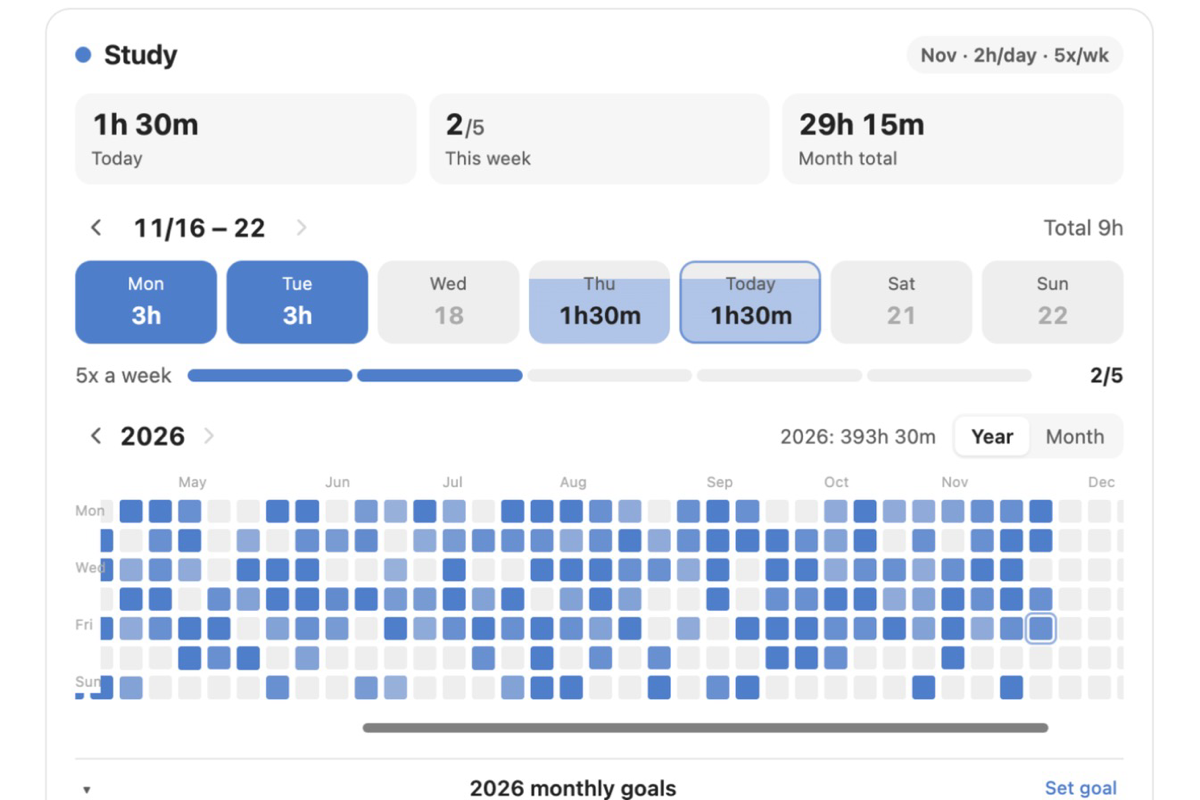 Study
Nov · 2h/day · 5x/wk
1h 30m
Today
2/5
This week
29h 15m
Month total
11/16 – 22
Total 9h
Mon
3h
Tue
3h
Wed
18
Thu
1h30m
Today
1h30m
Sat
21
Sun
22
5x a week
2/5
2026
2026: 393h 30m
Year
Month
May Jun Jul Aug Sep Oct Nov Dec
Mon
Wed
Fri
Sun
2026 monthly goals
Set goal